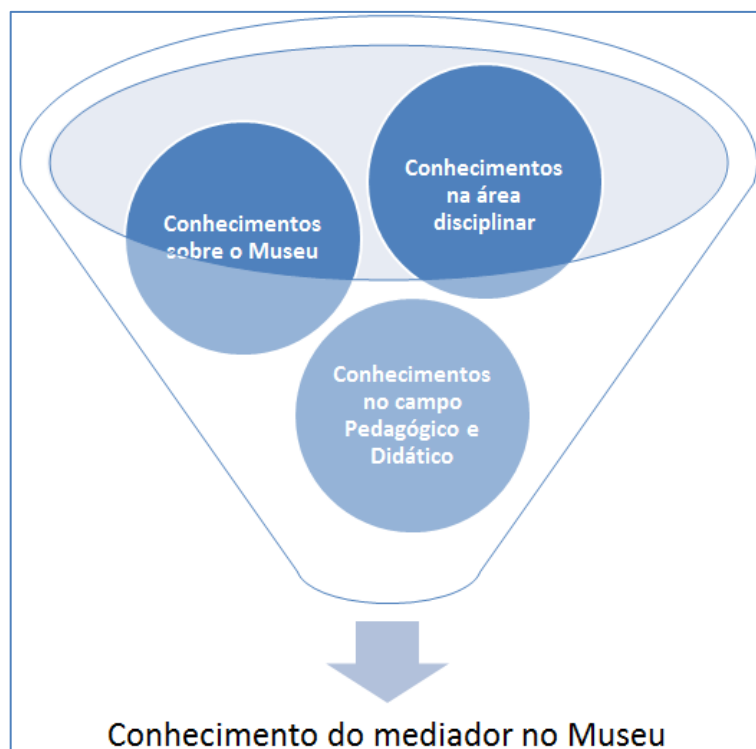 Conhecimentos
na área
disciplinar
Conhecimentos
sobre o Museu
Conhecimentos
no campo
Pedagógico e
Didático
Conhecimento do mediador no Museu